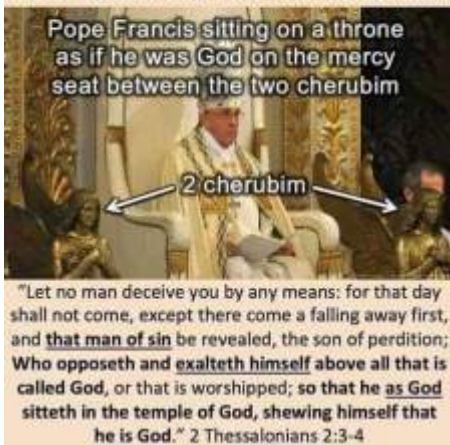 Pope Francis sitting on a throne
as if he was God on the mercy
seat between the two cherubim
2 cherubim
"Let no man deceive you by any means: for that day
shall not come, except there come a falling away first,
and that man of sin be revealed, the son of perdition;
Who opposeth and exalteth himself above all that is
called God, or that is worshipped; so that he as God
sitteth in the temple of God, shewing himself that
he is God." 2 Thessalonians 2:3-4